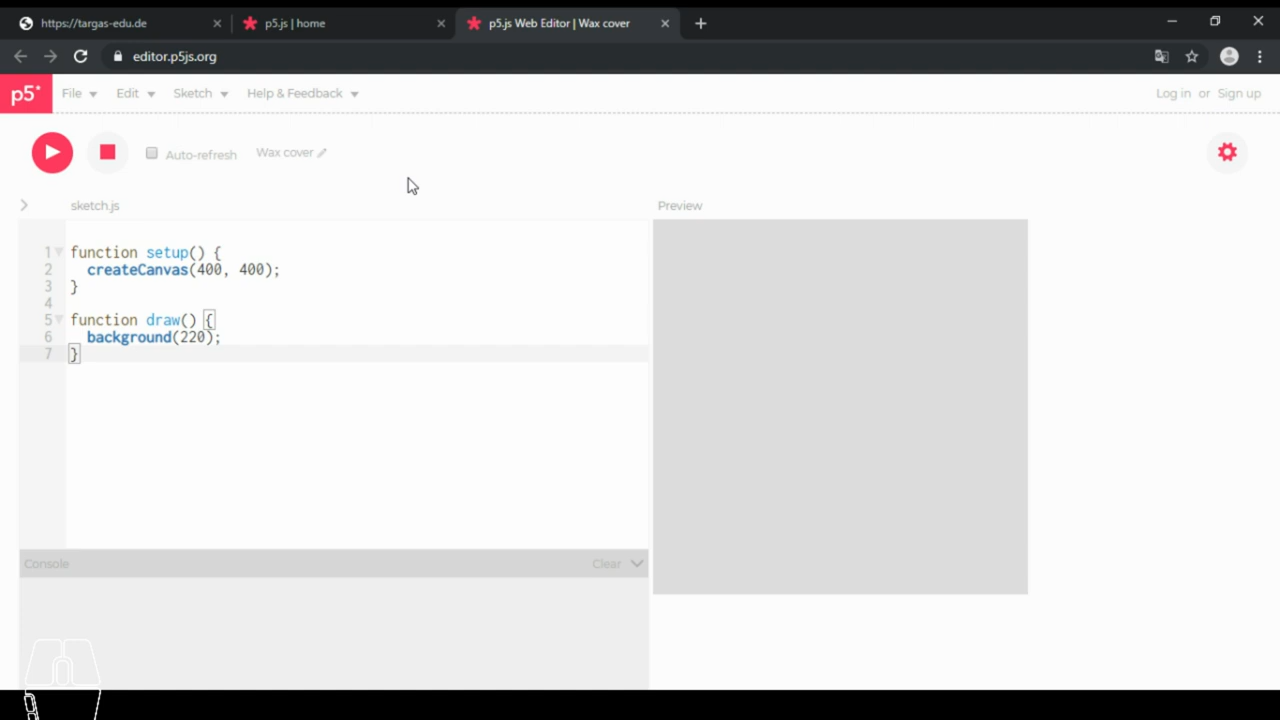 https://targas-edu.de
p5.js | home
p5.js Web Editor | Wax cover
editor.p5js.org
p5*
File
Edit
Sketch
Help & Feedback
Log in or Sign up
Auto-refresh
Wax cover
sketch.js
Preview
1 function setup() {
2 createCanvas(400, 400);
3 }
4
5 function draw() {
6 background(220);
7 }
Console
Clear